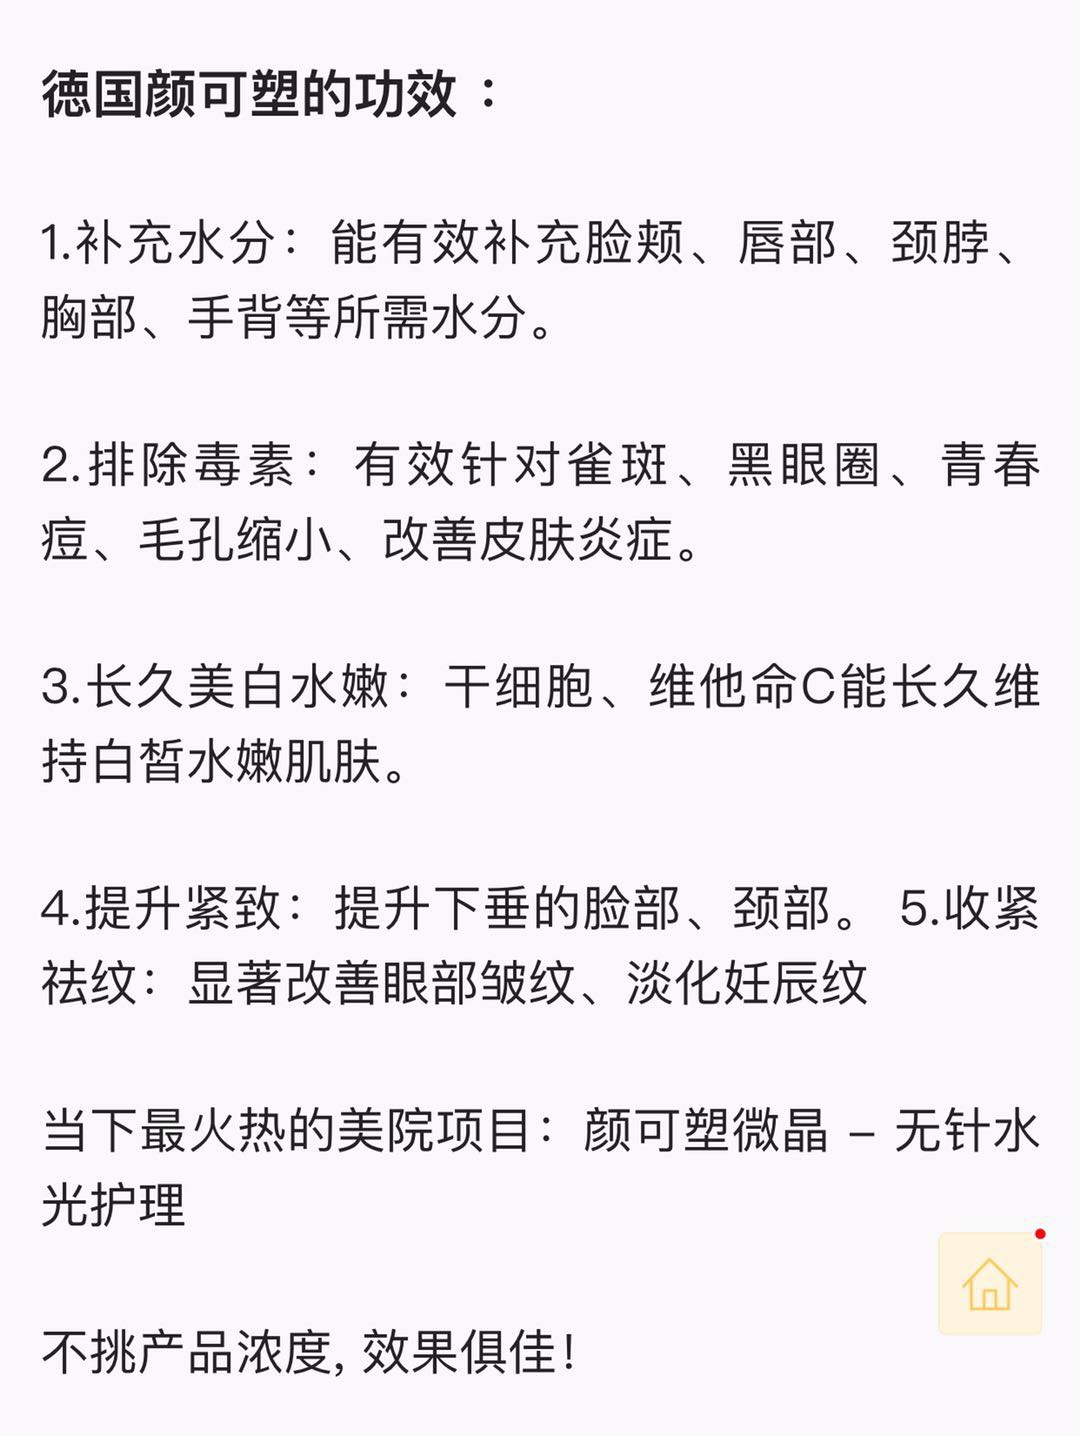 德国颜可塑的功效 ：
1.补充水分：能有效补充脸颊、唇部、颈脖、
胸部、手背等所需水分。
2.排除毒素：有效针对雀斑、黑眼圈、青春
痘、毛孔缩小、改善皮肤炎症。
3.长久美白水嫩：干细胞、维他命C能长久维
持白皙水嫩肌肤。
4.提升紧致：提升下垂的脸部、颈部。 5.收紧
祛纹：显著改善眼部皱纹、淡化妊辰纹
当下最火热的美院项目：颜可塑微晶 – 无针水
光护理
不挑产品浓度, 效果俱佳！